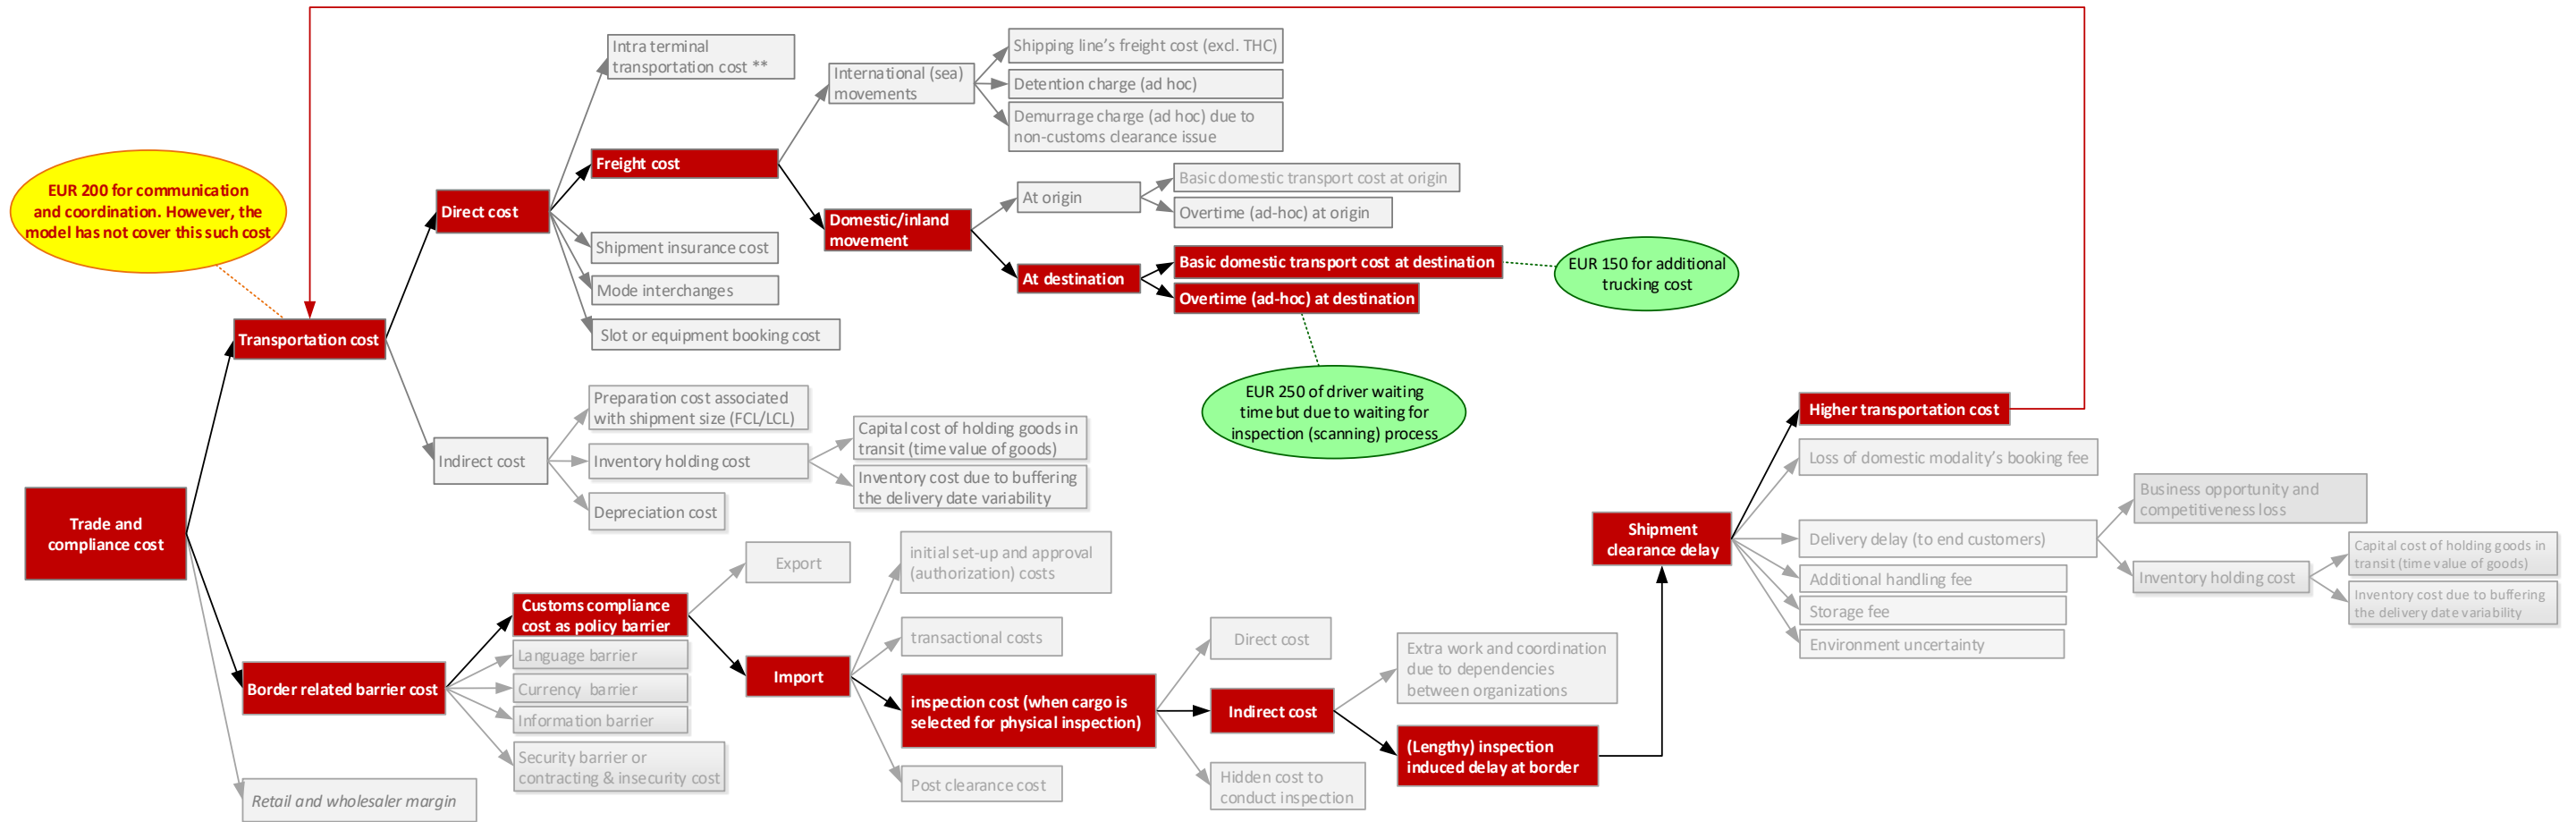 Intra terminal
transportation cost **
International (sea)
movements
Shipping line's freight cost (excl. THC)
Detention charge (ad hoc)
Demurrage charge (ad hoc) due to
non-customs clearance issue
EUR 200 for communication
and coordination. However, the
model has not cover this such cost
Direct cost
Freight cost
Domestic/inland
movement
At origin
Basic domestic transport cost at origin
Overtime (ad-hoc) at origin
At destination
Basic domestic transport cost at destination
Overtime (ad-hoc) at destination
EUR 150 for additional
trucking cost
EUR 250 of driver waiting
time but due to waiting for
inspection (scanning) process
Shipment insurance cost
Mode interchanges
Slot or equipment booking cost
Transportation cost
Indirect cost
Preparation cost associated
with shipment size (FCL/LCL)
Inventory holding cost
Depreciation cost
Capital cost of holding goods in
transit (time value of goods)
Inventory cost due to buffering
the delivery date variability
Trade and
compliance cost
Border related barrier cost
Retail and wholesaler margin
Customs compliance
cost as policy barrier
Language barrier
Currency  barrier
Information barrier
Security barrier or
contracting & insecurity cost
Export
Import
initial set-up and approval
(authorization) costs
transactional costs
inspection cost (when cargo is
selected for physical inspection)
Post clearance cost
Direct cost
Indirect cost
Hidden cost to
conduct inspection
Extra work and coordination
due to dependencies
between organizations
(Lengthy) inspection
induced delay at border
Shipment
clearance delay
Higher transportation cost
Loss of domestic modality's booking fee
Delivery delay (to end customers)
Additional handling fee
Storage fee
Environment uncertainty
Business opportunity and
competitiveness loss
Inventory holding cost
Capital cost of holding goods in
transit (time value of goods)
Inventory cost due to buffering
the delivery date variability